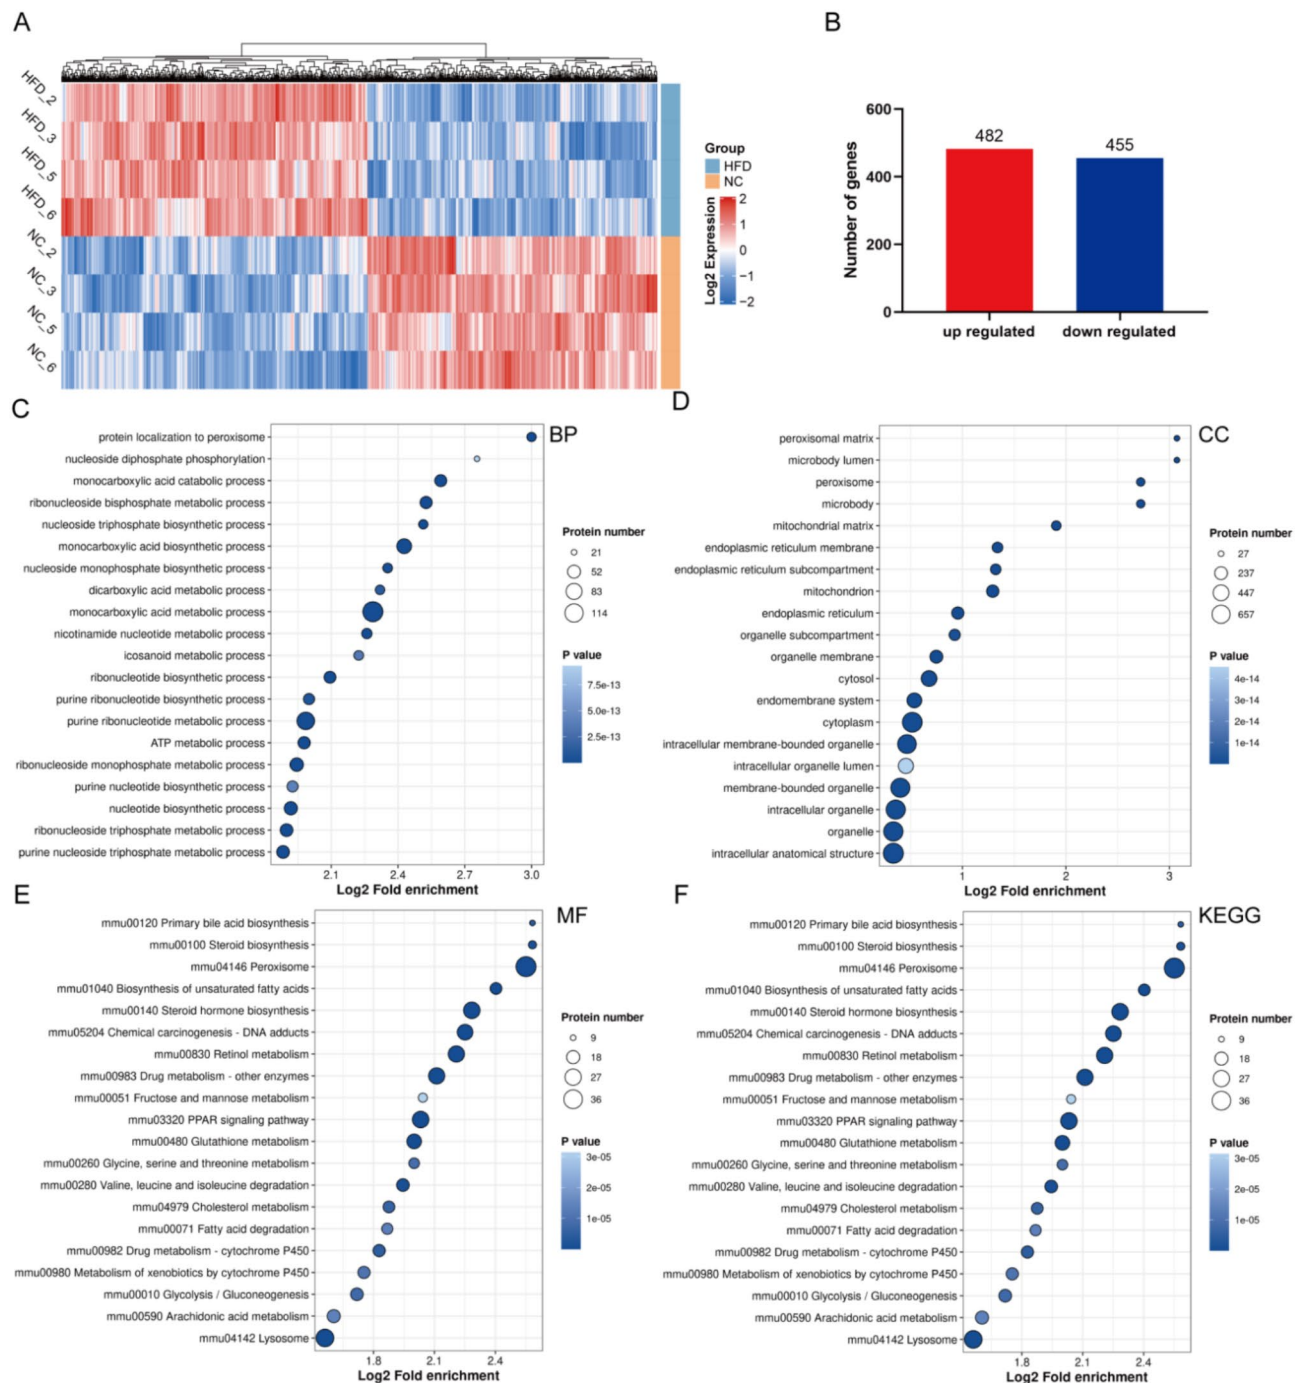 A
HFD_2
HFD_3
HFD_5
HFD_6
NC_2
NC_3
NC_5
NC_6
Group
HFD
NC
Log2 Expression
2
1
0
−1
−2
B
Number of genes
600
400
200
0
482
455
up regulated
down regulated
C
BP
protein localization to peroxisome
nucleoside diphosphate phosphorylation
monocarboxylic acid catabolic process
ribonucleoside bisphosphate metabolic process
nucleoside triphosphate biosynthetic process
monocarboxylic acid biosynthetic process
nucleoside monophosphate biosynthetic process
dicarboxylic acid metabolic process
monocarboxylic acid metabolic process
nicotinamide nucleotide metabolic process
icosanoid metabolic process
ribonucleotide biosynthetic process
purine ribonucleotide biosynthetic process
purine ribonucleotide metabolic process
ATP metabolic process
ribonucleoside monophosphate metabolic process
purine nucleotide biosynthetic process
nucleotide biosynthetic process
ribonucleoside triphosphate metabolic process
purine nucleoside triphosphate metabolic process
2.1 2.4 2.7 3.0
Log2 Fold enrichment
Protein number
21
52
83
114
P value
7.5e-13
5.0e-13
2.5e-13
D
CC
peroxisomal matrix
microbody lumen
peroxisome
microbody
mitochondrial matrix
endoplasmic reticulum membrane
endoplasmic reticulum subcompartment
mitochondrion
endoplasmic reticulum
organelle subcompartment
organelle membrane
cytosol
endomembrane system
cytoplasm
intracellular membrane-bounded organelle
intracellular organelle lumen
membrane-bounded organelle
intracellular organelle
organelle
intracellular anatomical structure
1 2 3
Log2 Fold enrichment
Protein number
27
237
447
657
P value
4e-14
3e-14
2e-14
1e-14
E
MF
mmu00120 Primary bile acid biosynthesis
mmu00100 Steroid biosynthesis
mmu04146 Peroxisome
mmu01040 Biosynthesis of unsaturated fatty acids
mmu00140 Steroid hormone biosynthesis
mmu05204 Chemical carcinogenesis - DNA adducts
mmu00830 Retinol metabolism
mmu00983 Drug metabolism - other enzymes
mmu00051 Fructose and mannose metabolism
mmu03320 PPAR signaling pathway
mmu00480 Glutathione metabolism
mmu00260 Glycine, serine and threonine metabolism
mmu00280 Valine, leucine and isoleucine degradation
mmu04979 Cholesterol metabolism
mmu00071 Fatty acid degradation
mmu00982 Drug metabolism - cytochrome P450
mmu00980 Metabolism of xenobiotics by cytochrome P450
mmu00010 Glycolysis / Gluconeogenesis
mmu00590 Arachidonic acid metabolism
mmu04142 Lysosome
1.8 2.1 2.4
Log2 Fold enrichment
Protein number
9
18
27
36
P value
3e-05
2e-05
1e-05
F
KEGG
mmu00120 Primary bile acid biosynthesis
mmu00100 Steroid biosynthesis
mmu04146 Peroxisome
mmu01040 Biosynthesis of unsaturated fatty acids
mmu00140 Steroid hormone biosynthesis
mmu05204 Chemical carcinogenesis - DNA adducts
mmu00830 Retinol metabolism
mmu00983 Drug metabolism - other enzymes
mmu00051 Fructose and mannose metabolism
mmu03320 PPAR signaling pathway
mmu00480 Glutathione metabolism
mmu00260 Glycine, serine and threonine metabolism
mmu00280 Valine, leucine and isoleucine degradation
mmu04979 Cholesterol metabolism
mmu00071 Fatty acid degradation
mmu00982 Drug metabolism - cytochrome P450
mmu00980 Metabolism of xenobiotics by cytochrome P450
mmu00010 Glycolysis / Gluconeogenesis
mmu00590 Arachidonic acid metabolism
mmu04142 Lysosome
1.8 2.1 2.4
Log2 Fold enrichment
Protein number
9
18
27
36
P value
3e-05
2e-05
1e-05